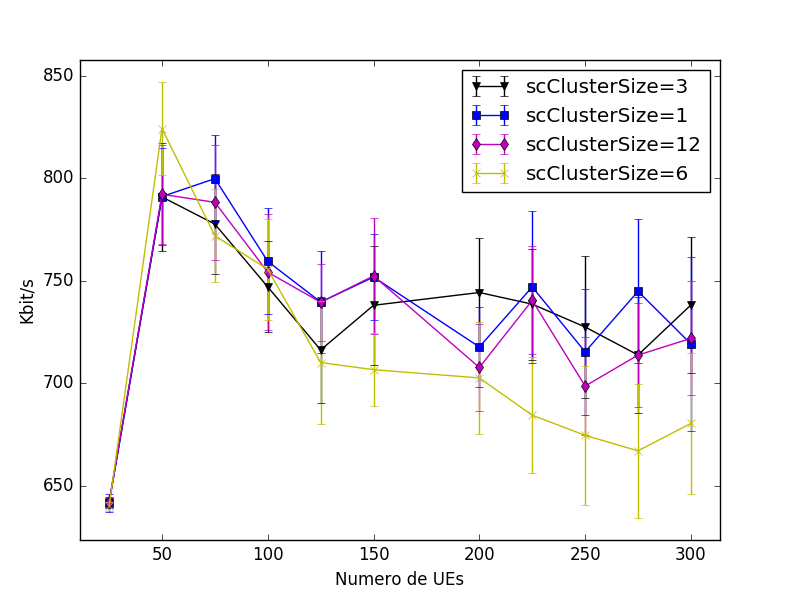 850
800
750
700
650
Kbit/s
50
100
150
200
250
300
Numero de UEs
scClusterSize=3
scClusterSize=1
scClusterSize=12
scClusterSize=6